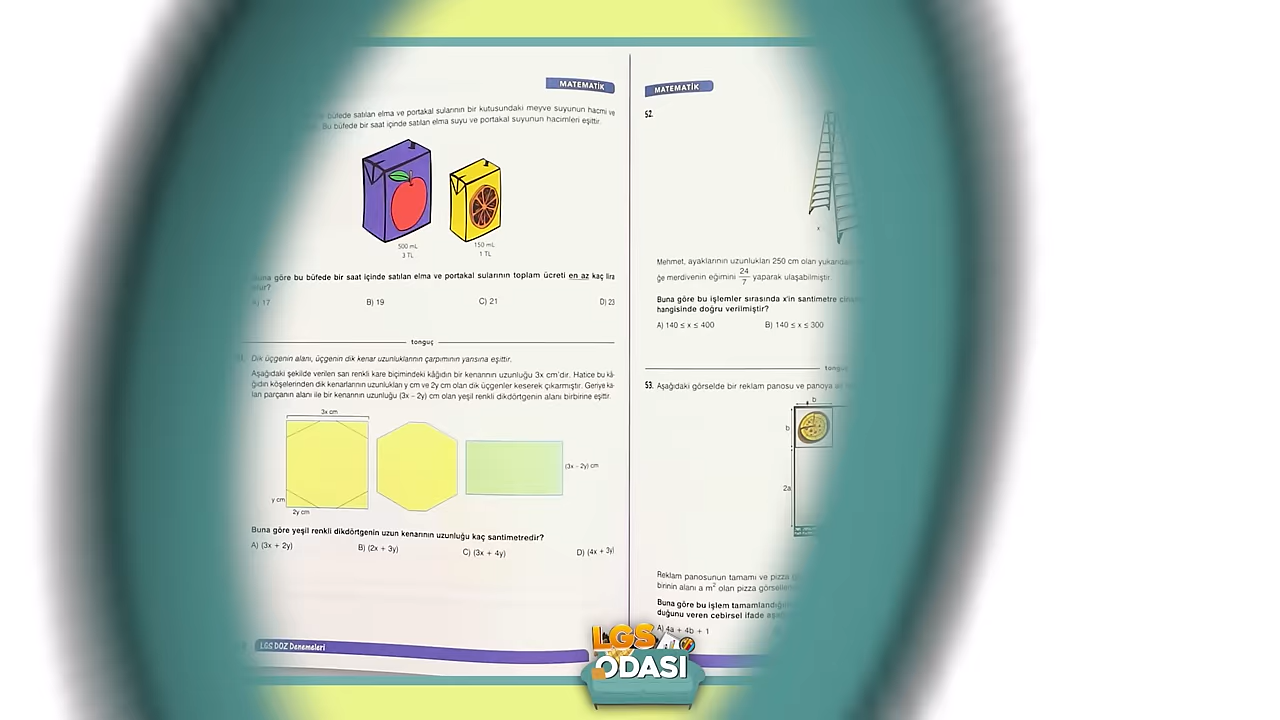 MATEMATİK
büfede satılan elma ve portakal sularının bir kutusundaki meyve suyunun hacmi ve
Bu büfede bir saat içinde satılan elma suyu ve portakal suyunun hacimleri eşittir.
500 mL
3 TL
150 mL
1 TL
göre bu büfede bir saat içinde satılan elma ve portakal sularının toplam ücreti en az kaç lira
A) 17
B) 19
C) 21
D) 23
tonguç
Dik üçgenin alanı, üçgenin dik kenar uzunluklarının çarpımının yarısına eşittir.
Aşağıdaki şekilde verilen sarı renkli kare biçimindeki kâğıdın bir kenarının uzunluğu 3x cm'dir. Hatice bu kâ-
ğıdın köşelerinden dik kenarlarının uzunlukları y cm ve 2y cm olan dik üçgenler keserek çıkarmıştır. Geriye ka-
lan parçanın alanı ile bir kenarının uzunluğu (3x – 2y) cm olan yeşil renkli dikdörtgenin alanı birbirine eşittir.
3x cm
(3x – 2y) cm
y cm
2y cm
Buna göre yeşil renkli dikdörtgenin uzun kenarının uzunluğu kaç santimetredir?
A) (3x + 2y)
B) (2x + 3y)
C) (3x + 4y)
D) (4x + 3y)
LGS DOZ Denemeleri
MATEMATİK
52.
x
Mehmet, ayaklarının uzunlukları 250 cm olan
ğe merdivenin eğimini 24/7 yaparak ulaşabilmiştir.
Buna göre bu işlemler sırasında x'in santimetre
hangisinde doğru verilmiştir?
A) 140 ≤ x ≤ 400
B) 140 ≤ x ≤ 300
53. Aşağıdaki görselde bir reklam panosu ve panoya
b
b
2a
Reklam panosunun tamamı ve pizza
birinin alanı a m² olan pizza
Buna göre bu işlem
duğunu veren cebirsel ifade
A) 4a + 4b + 1
LGS
ODASI